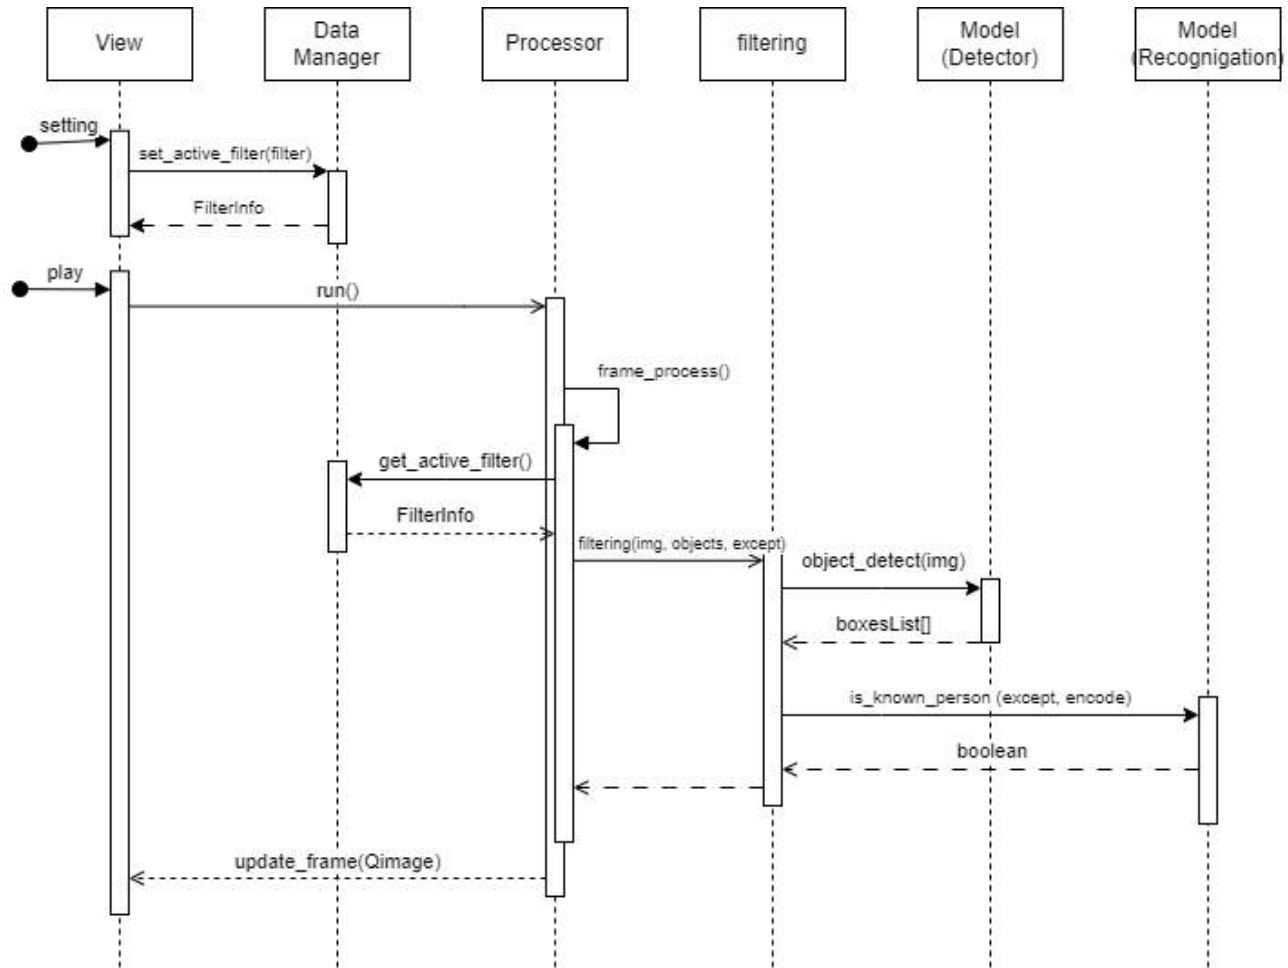 View
Data
Manager
Processor
filtering
Model
(Detector)
Model
(Recognigation)
setting
set_active_filter(filter)
FilterInfo
play
run()
frame_process()
get_active_filter()
FilterInfo
filtering(img, objects, except)
object_detect(img)
boxesList[]
is_known_person (except, encode)
boolean
update_frame(Qimage)